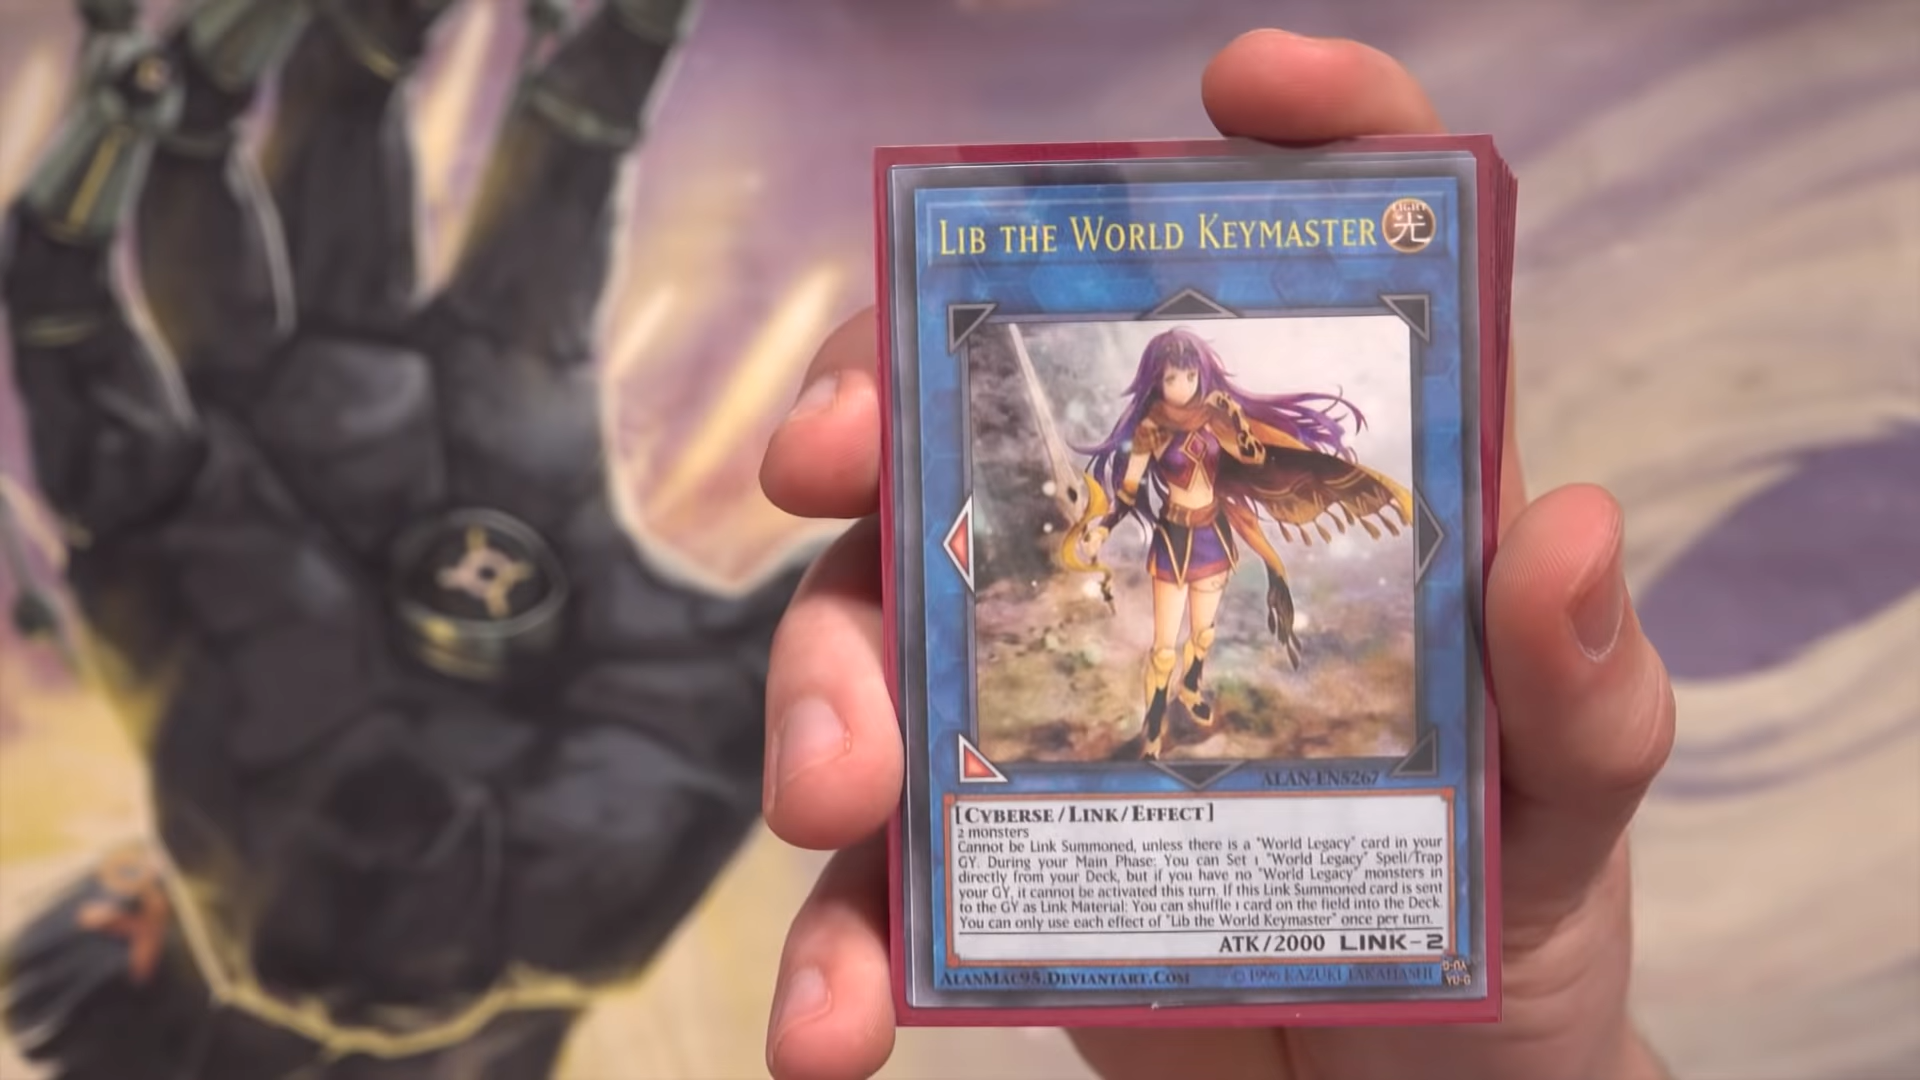 Lib the World Keymaster
LIGHT
光
ALAN-EN5267
[Cyberse/Link/Effect]
2 monsters
Cannot be Link Summoned, unless there is a "World Legacy" card in your
GY. During your Main Phase: You can Set 1 "World Legacy" Spell/Trap
directly from your Deck, but if you have no "World Legacy" monsters in
your GY, it cannot be activated this turn. If this Link Summoned card is sent
to the GY as Link Material: You can shuffle 1 card on the field into the Deck.
You can only use each effect of "Lib the World Keymaster" once per turn.
ATK/2000 LINK-2
AlanMac95.Deviantart.Com
© 1996 KAZUKI TAKAHASHI